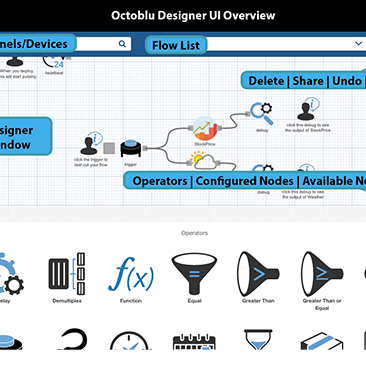 Octoblu Designer UI Overview
nels/Devices
Flow List
When you deploy
this will start pulsing
24
heartbeat
Delete | Share | Undo
signer
ndow
click this debug to see
the output of StockPrice
debug
StockPrice
click the trigger to
test out your flow
trigger
Operators | Configured Nodes | Available No
debug
click this debug to see
the output of Weather
Operators
elay
Demultiplex
f(x)
Function
=
Equal
>
Greater Than
≥
Greater Than or
Equal